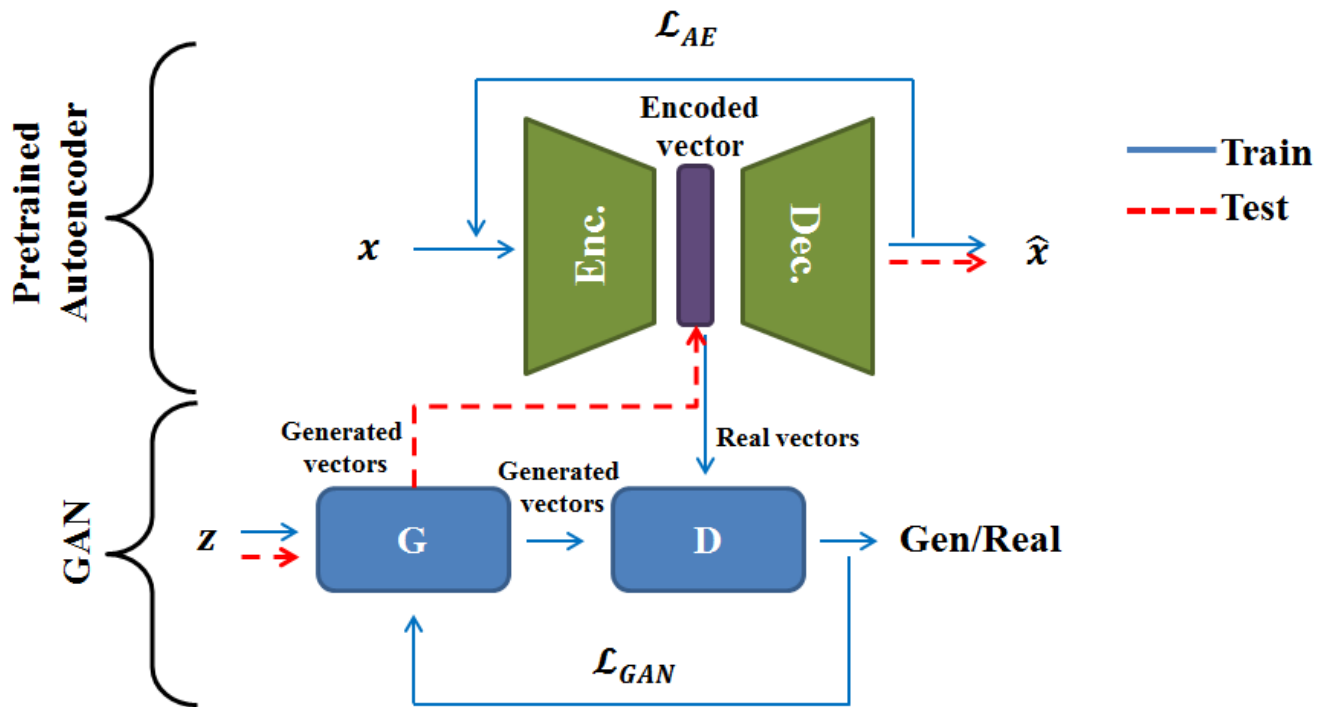 ℒ_AE
Pretrained
Autoencoder
Encoded
vector
Enc.
Dec.
x
x̂
Train
Test
GAN
Generated
vectors
Real vectors
Generated
vectors
z
G
D
Gen/Real
ℒ_GAN